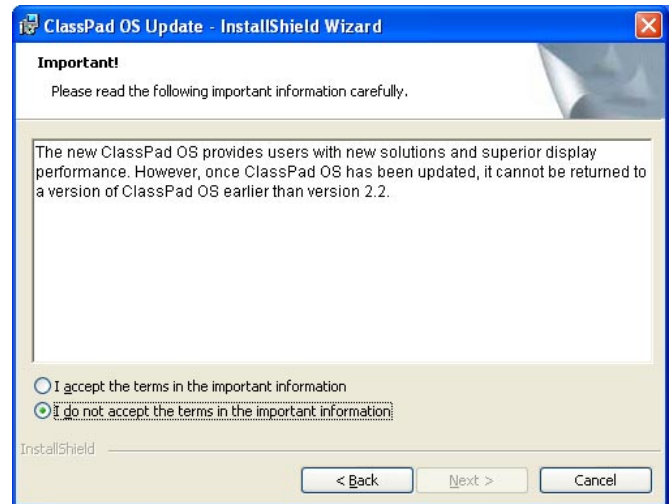 ClassPad OS Update - InstallShield Wizard
Important!
Please read the following important information carefully.
The new ClassPad OS provides users with new solutions and superior display
performance. However, once ClassPad OS has been updated, it cannot be returned to
a version of ClassPad OS earlier than version 2.2.
I accept the terms in the important information
I do not accept the terms in the important information
InstallShield
< Back Next > Cancel